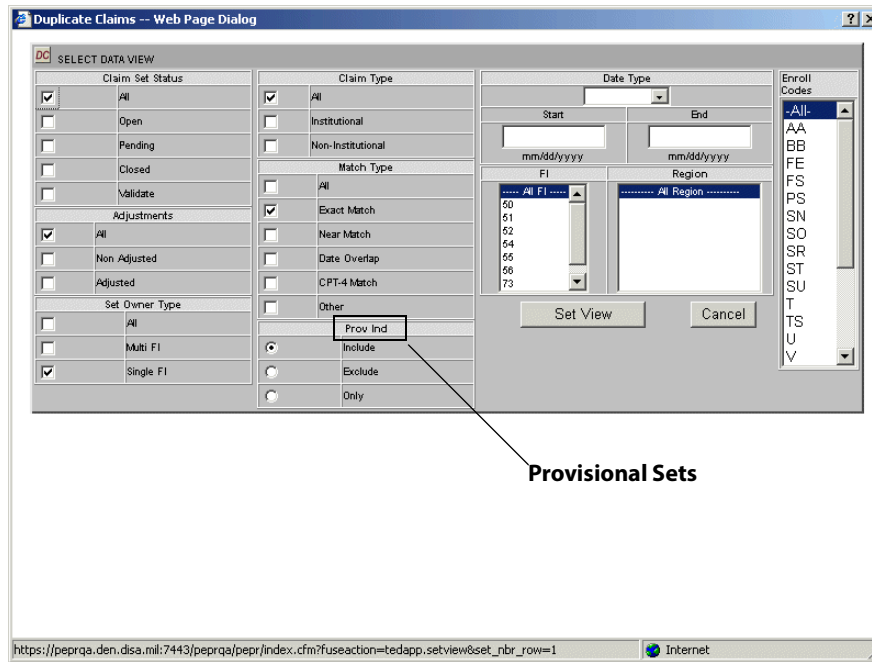 Duplicate Claims -- Web Page Dialog
DC SELECT DATA VIEW
Claim Set Status
All
Open
Pending
Closed
Validate
Adjustments
All
Non Adjusted
Adjusted
Set Owner Type
All
Multi FI
Single FI
Claim Type
All
Institutional
Non-Institutional
Match Type
All
Exact Match
Near Match
Date Overlap
CPT-4 Match
Other
Prov Ind
Include
Exclude
Only
Date Type
Start
End
mm/dd/yyyy
mm/dd/yyyy
FI
Region
----- All FI -----
50
51
52
54
55
56
73
---------- All Region ----------
Set View
Cancel
Enroll
Codes
-All-
AA
BB
FE
FS
PS
SN
SO
SR
ST
SU
T
TS
U
V
Provisional Sets
https://peprqa.den.disa.mil:7443/peprqa/pepr/index.cfm?fuseaction=tedapp.setview&set_nbr_row=1
Internet